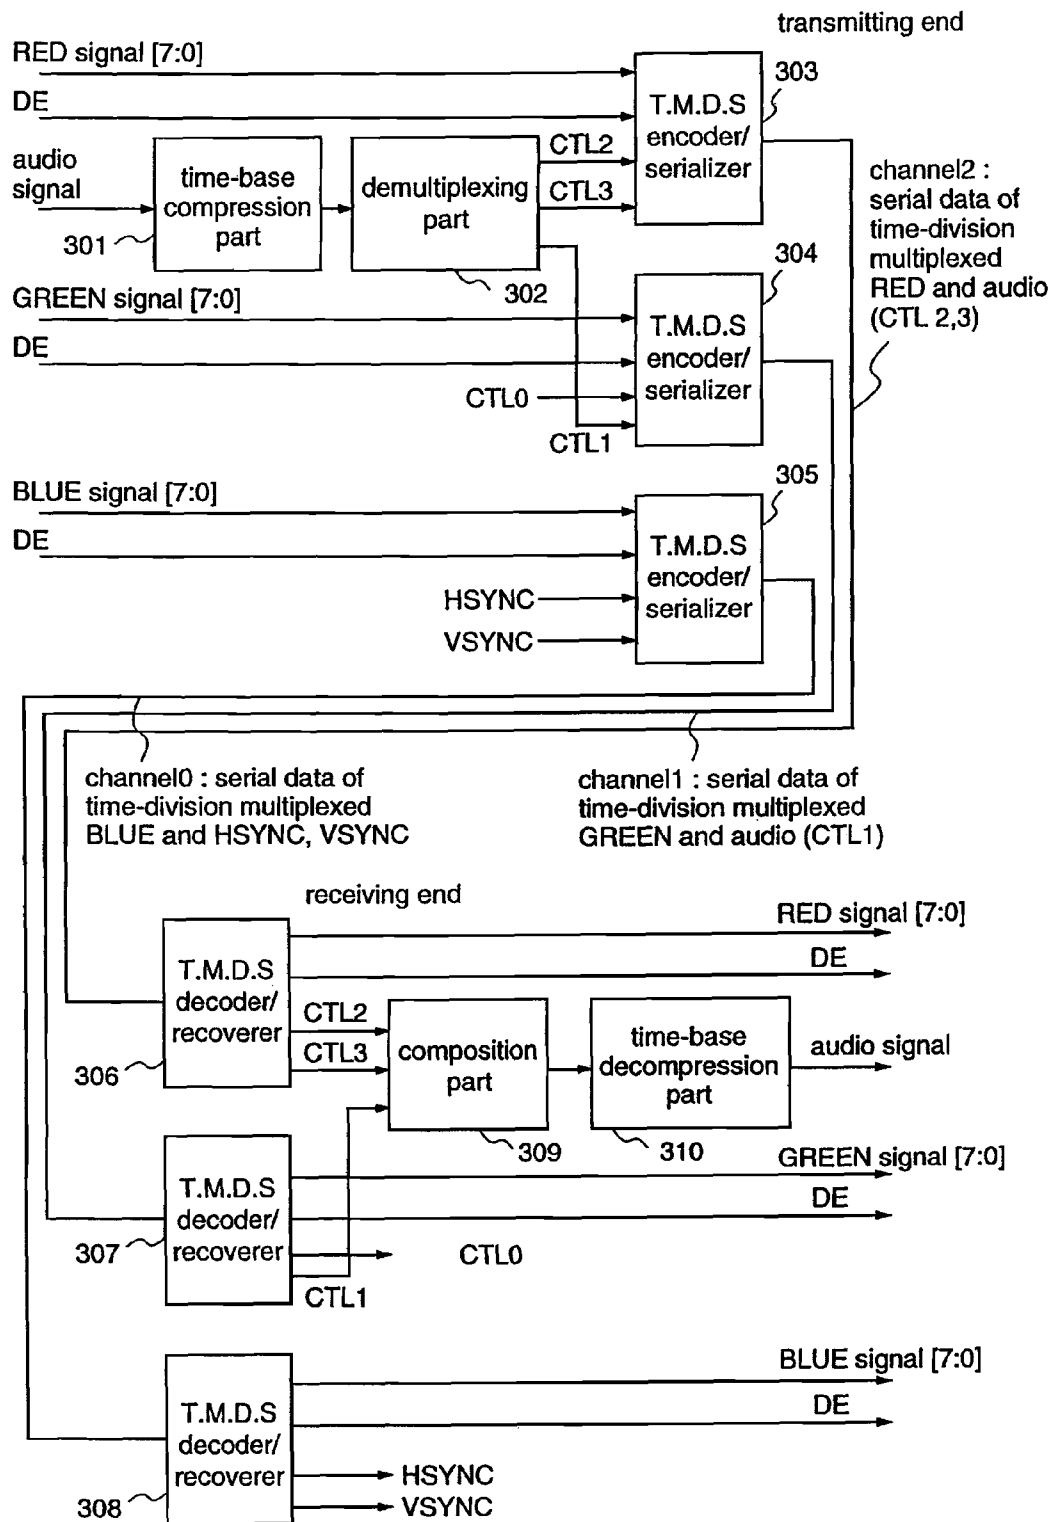 transmitting end
RED signal [7:0]
DE
audio
signal
301
time-base
compression
part
demultiplexing
part
302
CTL2
CTL3
T.M.D.S
encoder/
serializer
303
channel2 :
serial data of
time-division
multiplexed
RED and audio
(CTL 2,3)
GREEN signal [7:0]
DE
CTL0
CTL1
T.M.D.S
encoder/
serializer
304
BLUE signal [7:0]
DE
HSYNC
VSYNC
T.M.D.S
encoder/
serializer
305
channel0 : serial data of
time-division multiplexed
BLUE and HSYNC, VSYNC
channel1 : serial data of
time-division multiplexed
GREEN and audio (CTL1)
receiving end
T.M.D.S
decoder/
recoverer
306
RED signal [7:0]
DE
CTL2
CTL3
composition
part
309
time-base
decompression
part
310
audio signal
T.M.D.S
decoder/
recoverer
307
GREEN signal [7:0]
DE
CTL0
CTL1
T.M.D.S
decoder/
recoverer
308
BLUE signal [7:0]
DE
HSYNC
VSYNC